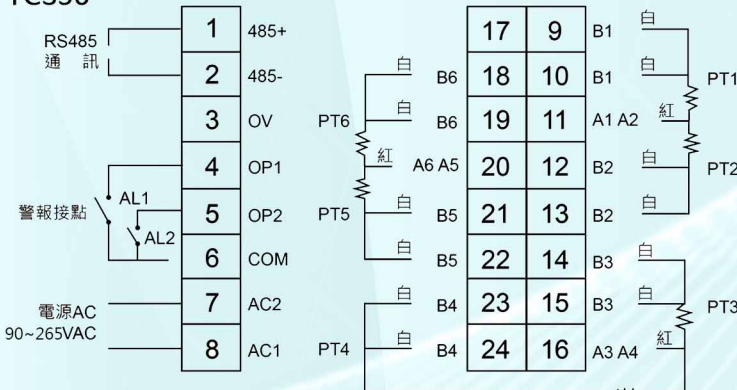 RS485
通 訊
1 485+
2 485-
3 OV
4 OP1
5 OP2
6 COM
7 AC2
8 AC1
警報接點
AL1
AL2
電源AC
90~265VAC
17 9 B1 白
白 B6 18 10 B1 白 PT1
PT6 白 B6 19 11 A1 A2 紅
紅 A6 A5 20 12 B2 白 PT2
PT5 白 B5 21 13 B2 白
白 B5 22 14 B3 白
白 B4 23 15 B3 白 PT3
PT4 白 B4 24 16 A3 A4 紅